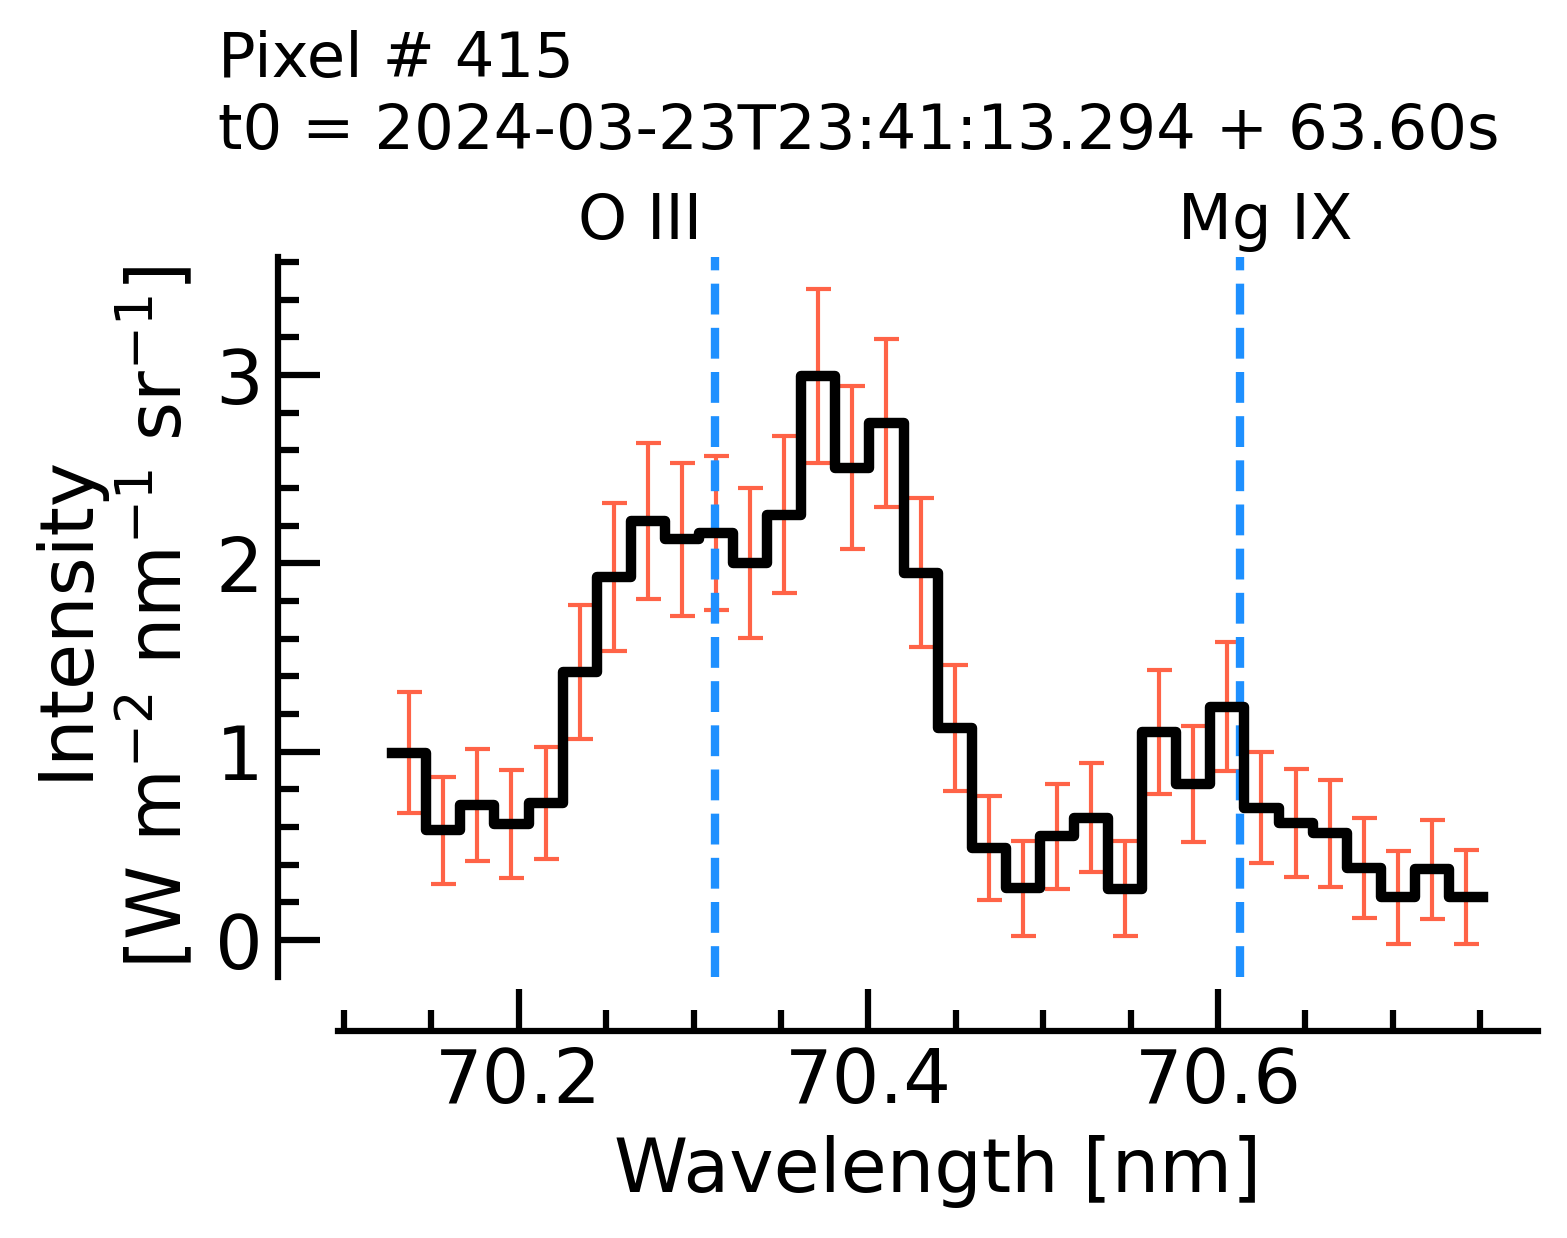 Pixel # 415
t0 = 2024-03-23T23:41:13.294 + 63.60s
O III
Mg IX
Intensity
[W m⁻² nm⁻¹ sr⁻¹]
3
2
1
0
70.2
70.4
70.6
Wavelength [nm]